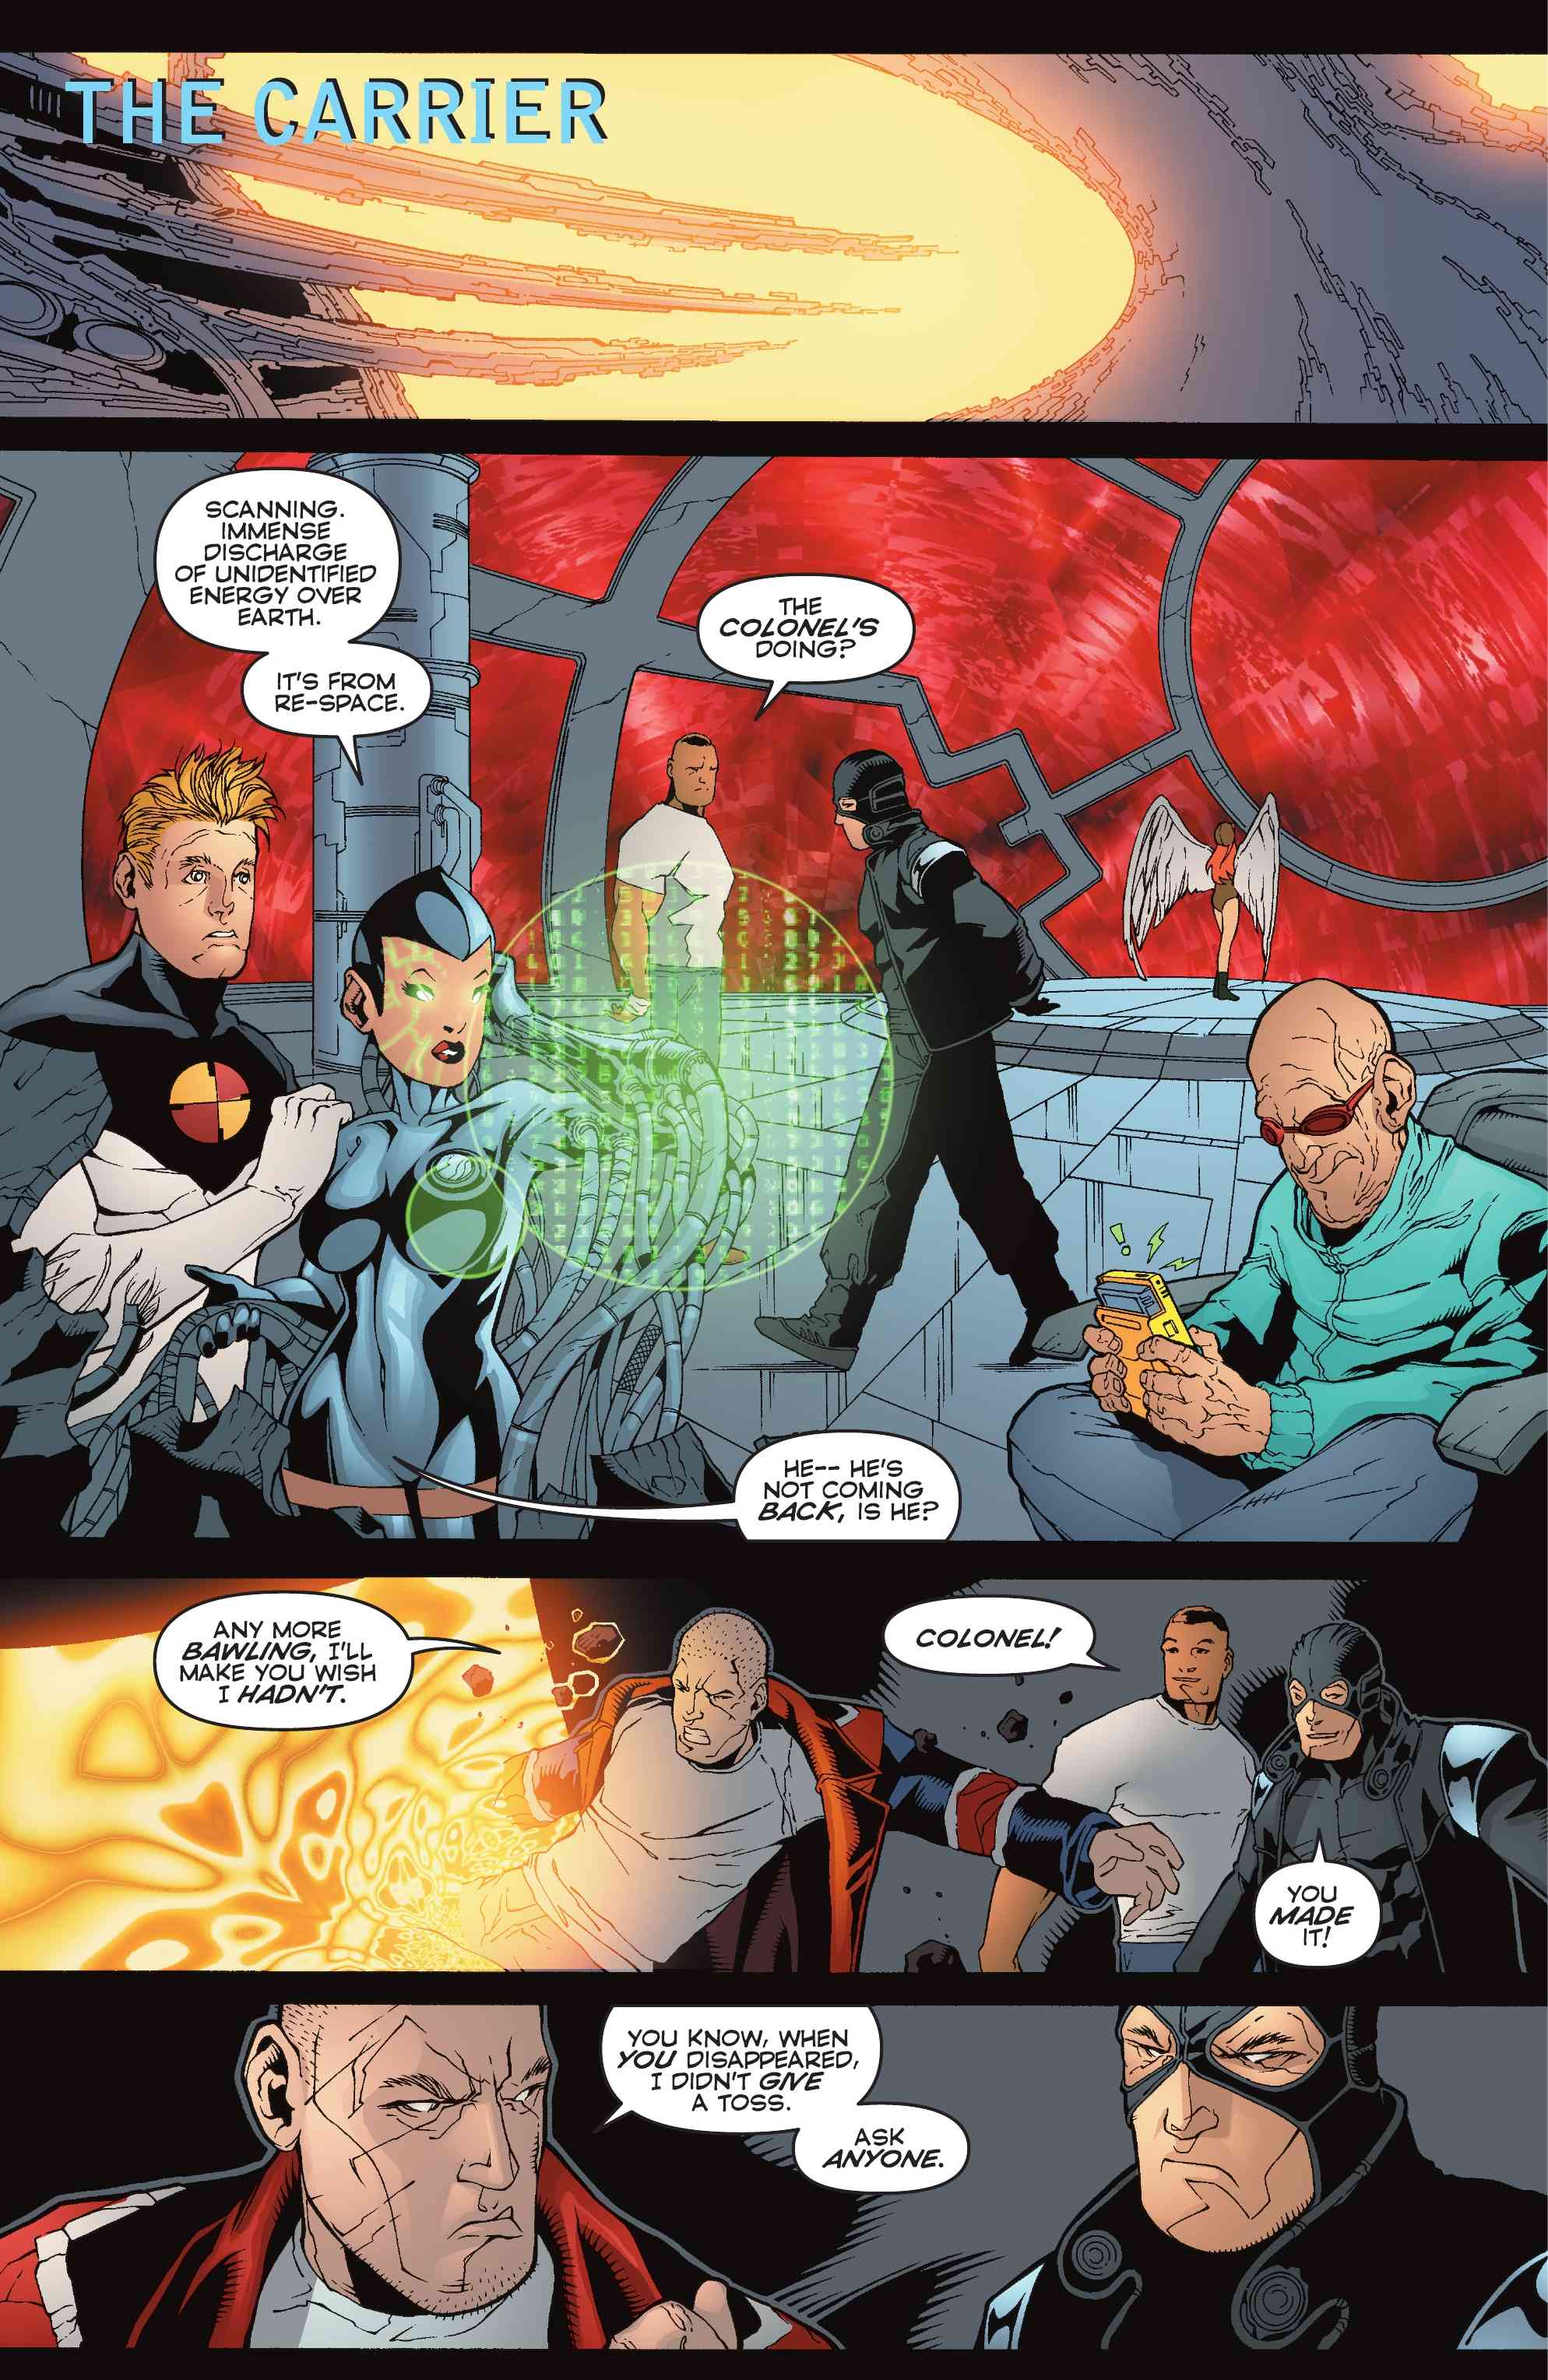 THE CARRIER
SCANNING.
IMMENSE
DISCHARGE
OF UNIDENTIFIED
ENERGY OVER
EARTH.
IT'S FROM
RE-SPACE.
THE
COLONEL'S
DOING?
!
HE-- HE'S
NOT COMING
BACK, IS HE?
ANY MORE
BAWLING, I'LL
MAKE YOU WISH
I HADN'T.
COLONEL!
YOU
MADE
IT!
YOU KNOW, WHEN
YOU DISAPPEARED,
I DIDN'T GIVE
A TOSS.
ASK
ANYONE.